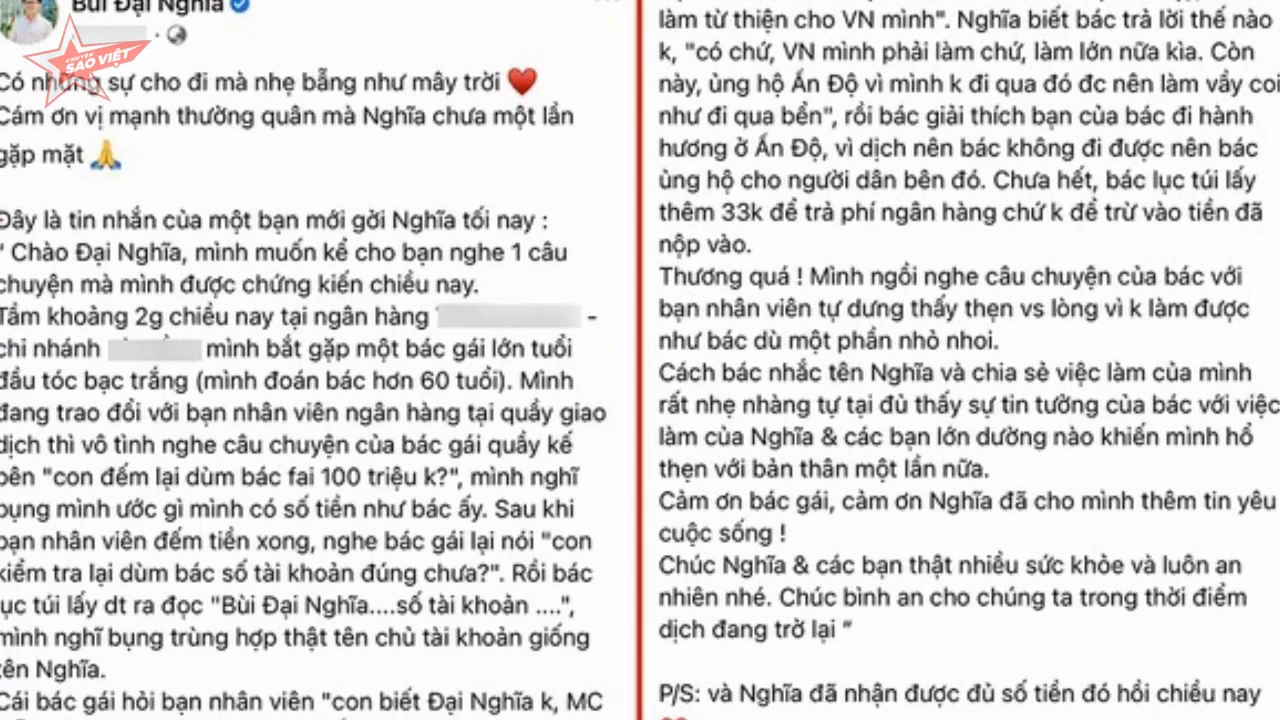 Bùi Đại Nghĩa
CHUYỆN
SAO VIỆT
Có những sự cho đi mà nhẹ bẫng như mây trời ❤️
Cám ơn vị mạnh thường quân mà Nghĩa chưa một lần
gặp mặt 🙏
Đây là tin nhắn của một bạn mới gởi Nghĩa tối nay :
" Chào Đại Nghĩa, mình muốn kể cho bạn nghe 1 câu
chuyện mà mình được chứng kiến chiều nay.
Tầm khoảng 2g chiều nay tại ngân hàng -
chi nhánh mình bắt gặp một bác gái lớn tuổi
đầu tóc bạc trắng (mình đoán bác hơn 60 tuổi). Mình
đang trao đổi với bạn nhân viên ngân hàng tại quầy giao
dịch thì vô tình nghe câu chuyện của bác gái quầy kế
bên "con đếm lại dùm bác fai 100 triệu k?", mình nghĩ
bụng mình ước gì mình có số tiền như bác ấy. Sau khi
bạn nhân viên đếm tiền xong, nghe bác gái lại nói "con
kiểm tra lại dùm bác số tài khoản đúng chưa?". Rồi bác
lục túi lấy dt ra đọc "Bùi Đại Nghĩa....số tài khoản ....",
mình nghĩ bụng trùng hợp thật tên chủ tài khoản giống
tên Nghĩa.
Cái bác gái hỏi bạn nhân viên "con biết Đại Nghĩa k, MC
làm từ thiện cho VN mình". Nghĩa biết bác trả lời thế nào
k, "có chứ, VN mình phải làm chứ, làm lớn nữa kìa. Còn
này, ủng hộ Ấn Độ vì mình k đi qua đó đc nên làm vầy coi
như đi qua bển", rồi bác giải thích bạn của bác đi hành
hương ở Ấn Độ, vì dịch nên bác không đi được nên bác
ủng hộ cho người dân bên đó. Chưa hết, bác lục túi lấy
thêm 33k để trả phí ngân hàng chứ k để trừ vào tiền đã
nộp vào.
Thương quá ! Mình ngồi nghe câu chuyện của bác với
bạn nhân viên tự dưng thấy thẹn vs lòng vì k làm được
như bác dù một phần nhỏ nhoi.
Cách bác nhắc tên Nghĩa và chia sẻ việc làm của mình
rất nhẹ nhàng tự tại đủ thấy sự tin tưởng của bác với việc
làm của Nghĩa & các bạn lớn dường nào khiến mình hổ
thẹn với bản thân một lần nữa.
Cảm ơn bác gái, cảm ơn Nghĩa đã cho mình thêm tin yêu
cuộc sống !
Chúc Nghĩa & các bạn thật nhiều sức khỏe và luôn an
nhiên nhé. Chúc bình an cho chúng ta trong thời điểm
dịch đang trở lại "
P/S: và Nghĩa đã nhận được đủ số tiền đó hồi chiều nay